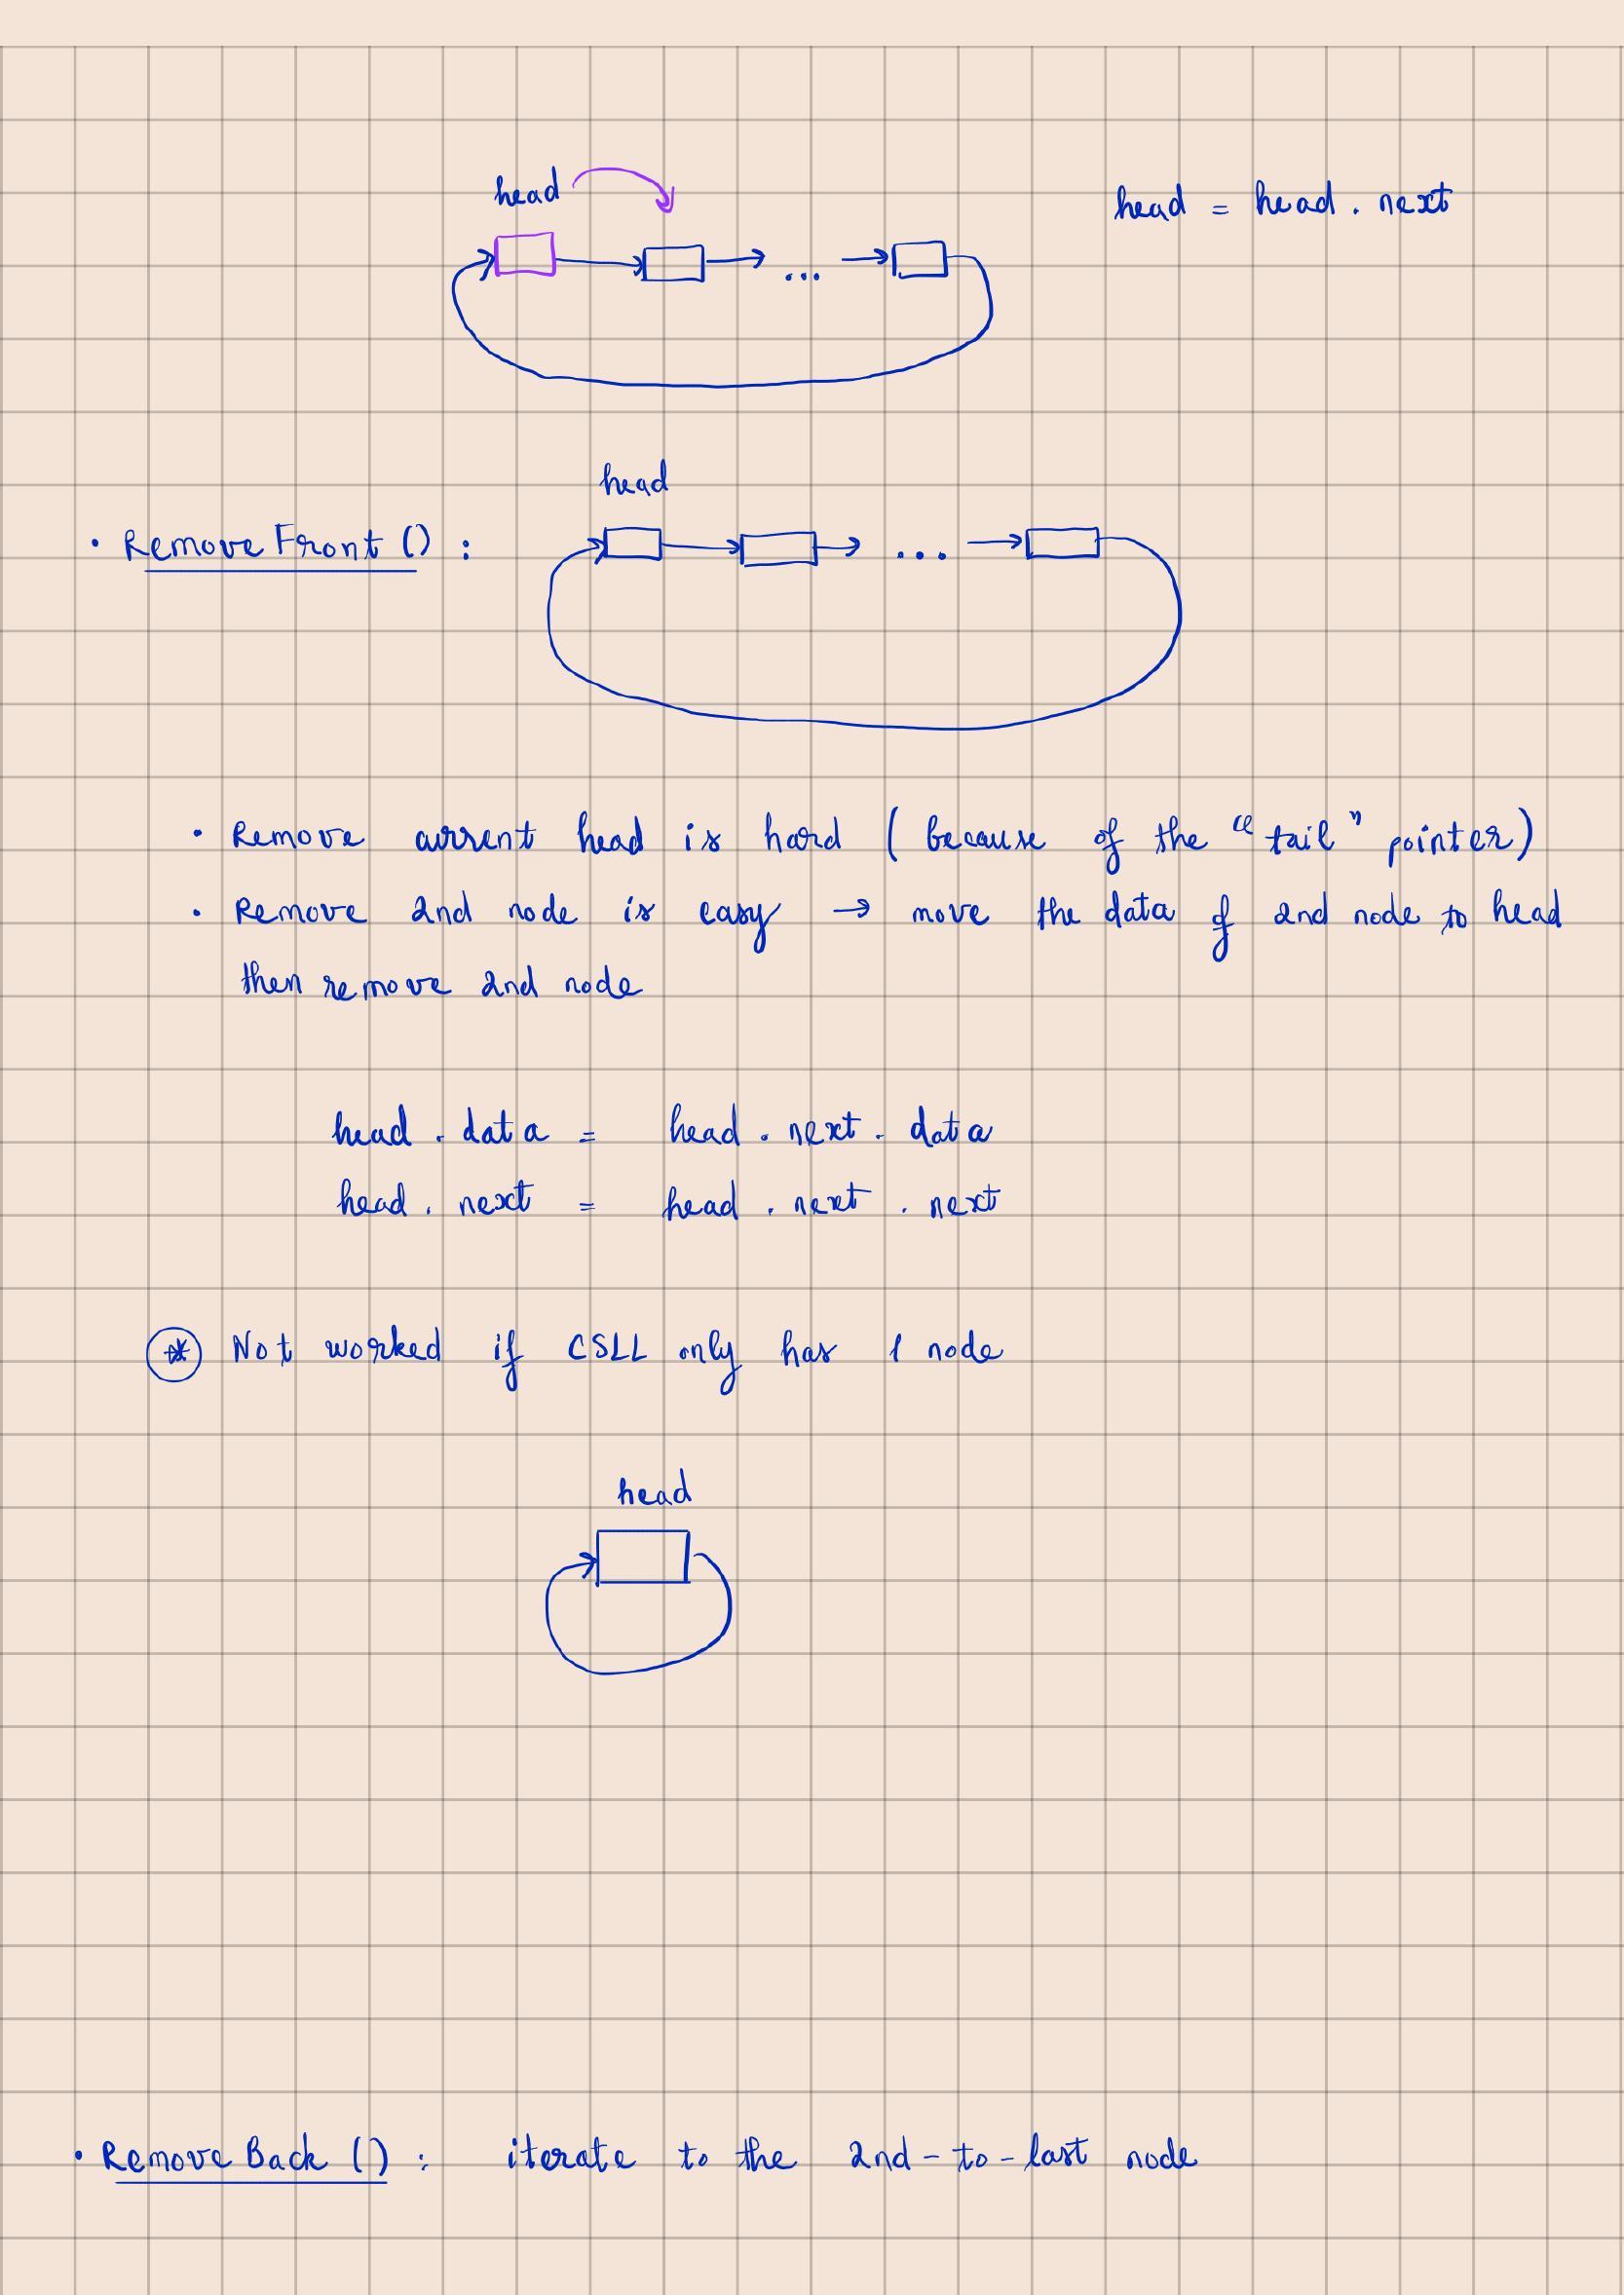 head
head = head . next
head
• Remove Front () :
...
...
• Remove current head is hard ( because of the "tail" pointer )
• Remove 2nd node is easy → move the data of 2nd node to head
then remove 2nd node
head . data = head . next . data
head . next = head . next . next
* Not worked if CSLL only has 1 node
head
• Remove Back () : iterate to the 2nd-to-last node